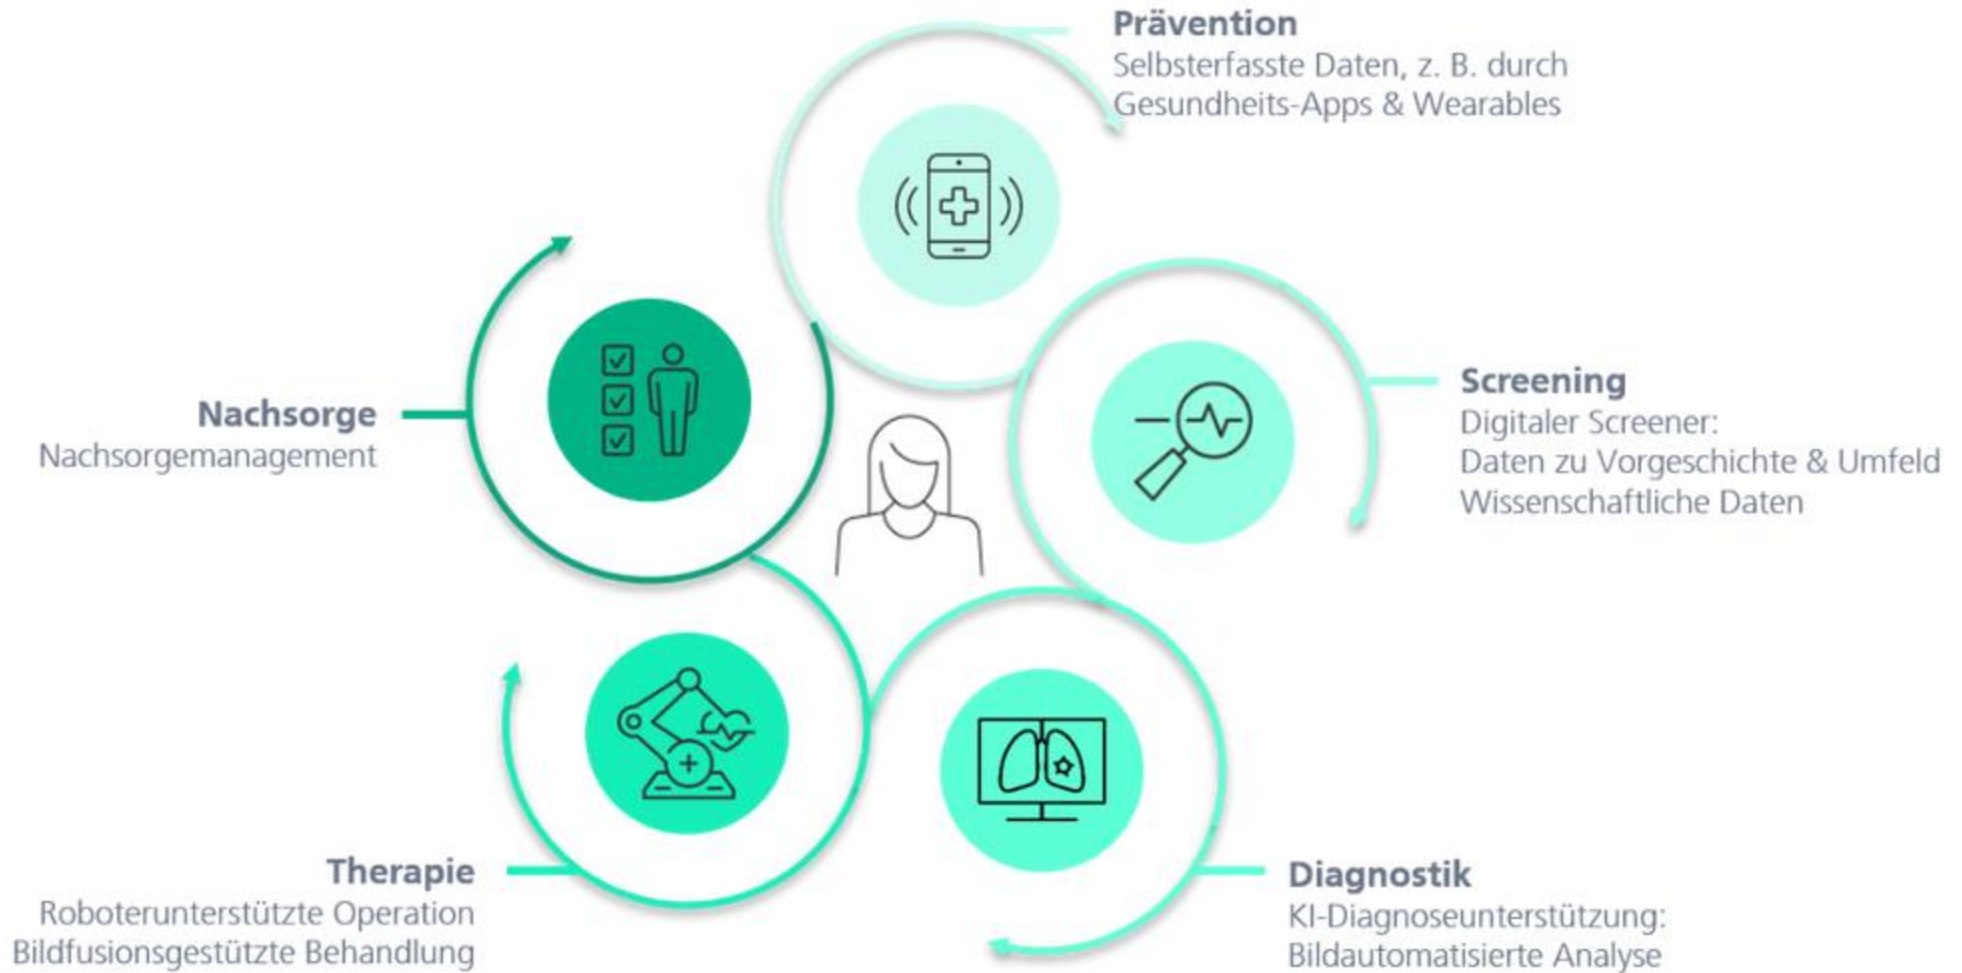 Prävention
Selbsterfasste Daten, z. B. durch
Gesundheits-Apps & Wearables
Screening
Digitaler Screener:
Daten zu Vorgeschichte & Umfeld
Wissenschaftliche Daten
Diagnostik
KI-Diagnoseunterstützung:
Bildautomatisierte Analyse
Therapie
Roboterunterstützte Operation
Bildfusionsgestützte Behandlung
Nachsorge
Nachsorgemanagement